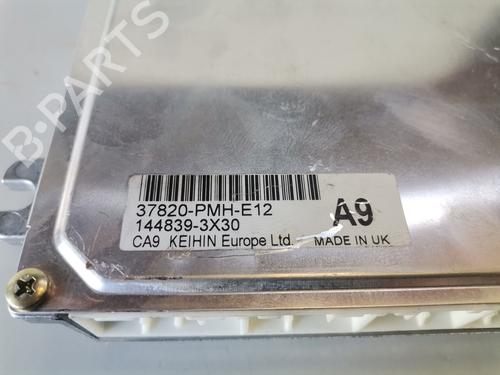 B-PARTS
37820-PMH-E12
144839-3X30
A9
CA9 KEIHIN Europe Ltd. MADE IN UK